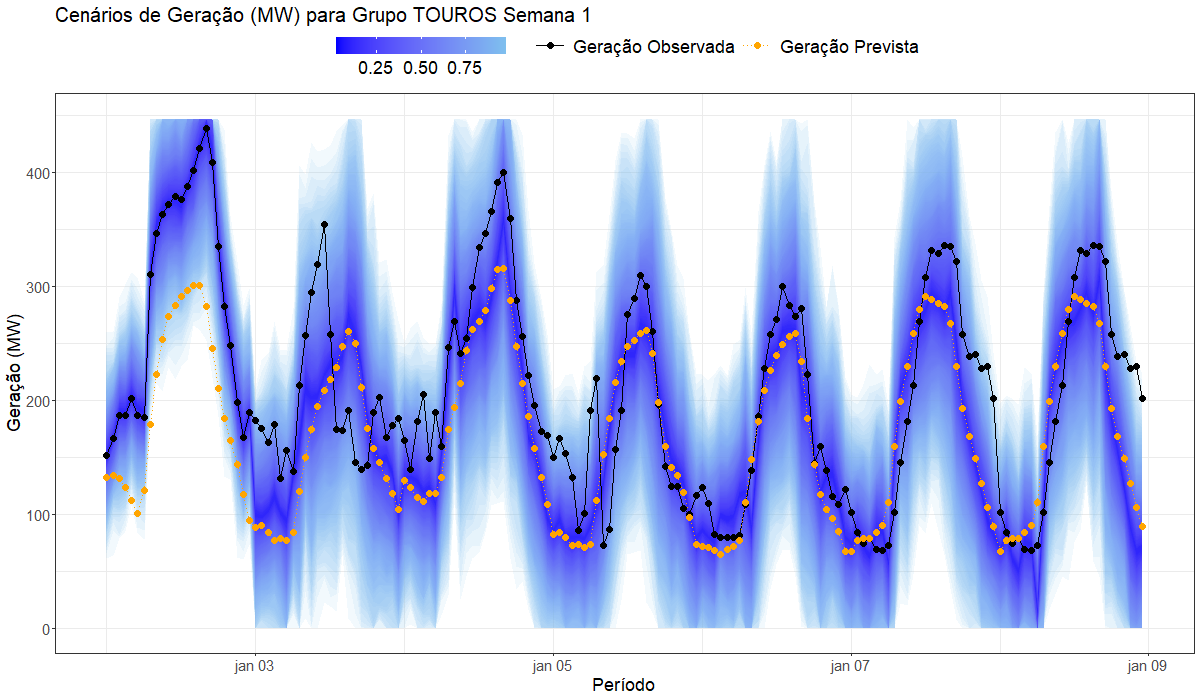 Cenários de Geração (MW) para Grupo TOUROS Semana 1
0.25 0.50 0.75
Geração Observada
Geração Prevista
Geração (MW)
400
300
200
100
0
jan 03
jan 05
jan 07
jan 09
Período